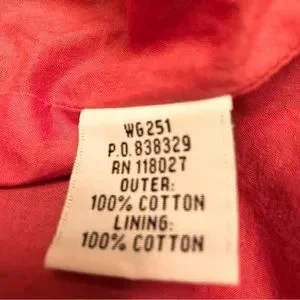 WG251
P.O. 838329
RN 118027
OUTER:
100% COTTON
LINING:
100% COTTON